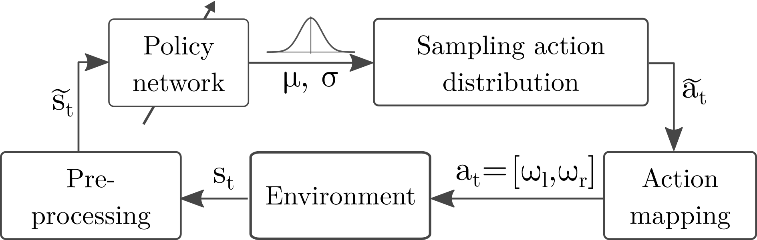 Policy
network
μ, σ
Sampling action
distribution
ãₜ
Action
mapping
aₜ=[ωₗ,ωᵣ]
Environment
sₜ
Pre-
processing
s̃ₜ